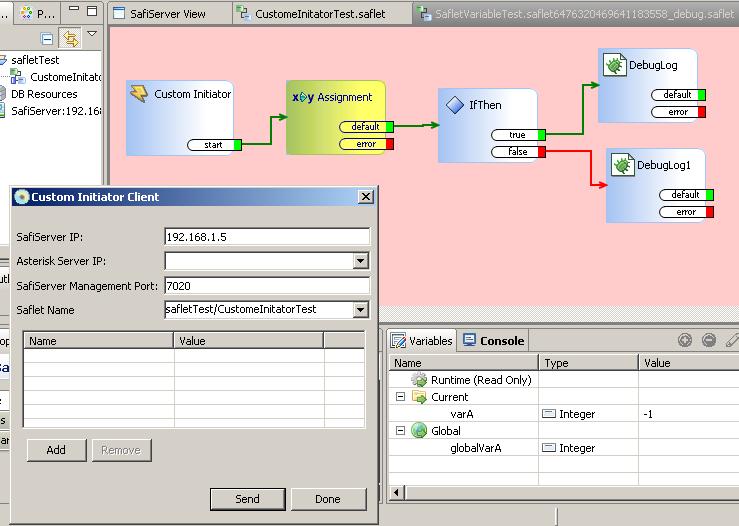 P...
SafiServer View
CustomeInitatorTest.saflet
SafletVariableTest.saflet6476320469641183558_debug.saflet
safletTest
CustomeInitato
DB Resources
SafiServer:192.168
Custom Initiator
start
x y Assignment
default
error
IfThen
true
false
DebugLog
default
error
DebugLog1
default
error
Custom Initiator Client
SafiServer IP:
192.168.1.5
Asterisk Server IP:
SafiServer Management Port:
7020
Saflet Name
safletTest/CustomeInitatorTest
Name
Value
Add
Remove
Send
Done
Variables
Console
Name
Type
Value
Runtime (Read Only)
Current
varA
Integer
-1
Global
globalVarA
Integer